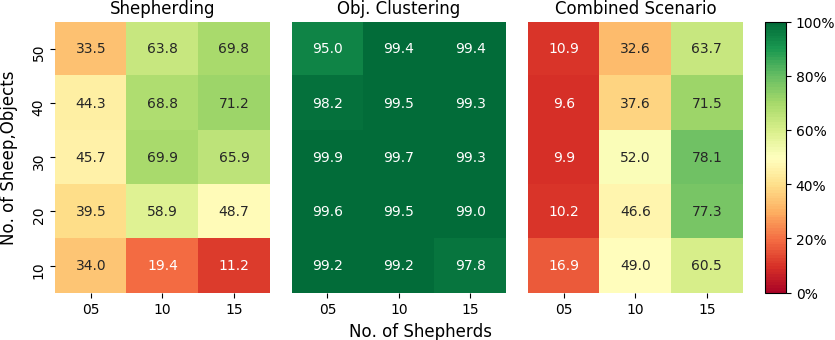 Shepherding Obj. Clustering Combined Scenario
No. of Sheep,Objects
50 33.5 63.8 69.8 95.0 99.4 99.4 10.9 32.6 63.7 100%
40 44.3 68.8 71.2 98.2 99.5 99.3 9.6 37.6 71.5 80%
30 45.7 69.9 65.9 99.9 99.7 99.3 9.9 52.0 78.1 60%
40%
20 39.5 58.9 48.7 99.6 99.5 99.0 10.2 46.6 77.3 20%
10 34.0 19.4 11.2 99.2 99.2 97.8 16.9 49.0 60.5 0%
05 10 15 05 10 15 05 10 15
No. of Shepherds